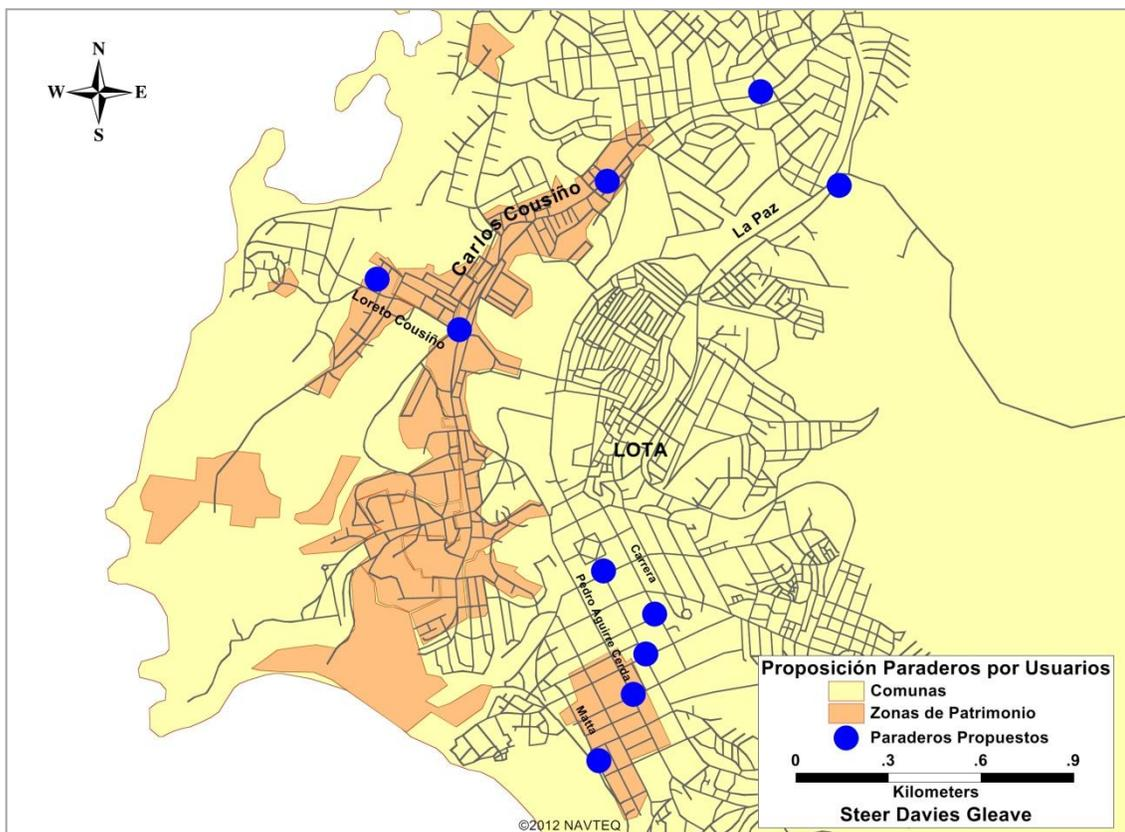 N
W E
S
Carlos Cousiño
La Paz
Loreto Cousiño
LOTA
Carrera
Pedro Aguirre Cerda
Matta
Proposición Paraderos por Usuarios
Comunas
Zonas de Patrimonio
Paraderos Propuestos
0 .3 .6 .9
Kilometers
Steer Davies Gleave
©2012 NAVTEQ